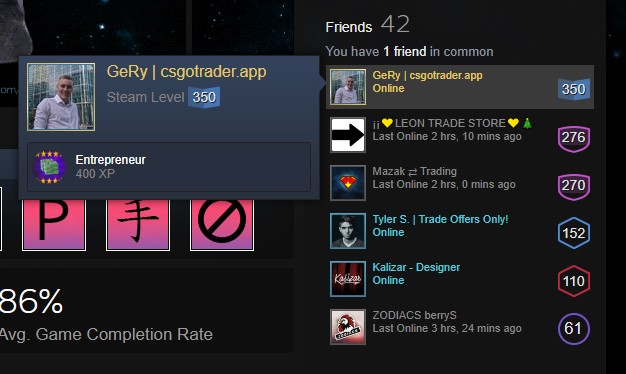 Friends 42
You have 1 friend in common
GeRy | csgotrader.app
Online
350
¡¡💛LEON TRADE STORE💛🎄
Last Online 2 hrs, 10 mins ago
276
Mazak ⇄ Trading
Last Online 2 hrs, 0 mins ago
270
Tyler S. | Trade Offers Only!
Online
152
Kalizar - Designer
Online
110
Kalizar
ZODIACS berryS
Last Online 3 hrs, 24 mins ago
61
GeRy | csgotrader.app
Steam Level 350
Entrepreneur
400 XP
com/
P 手
86%
Avg. Game Completion Rate